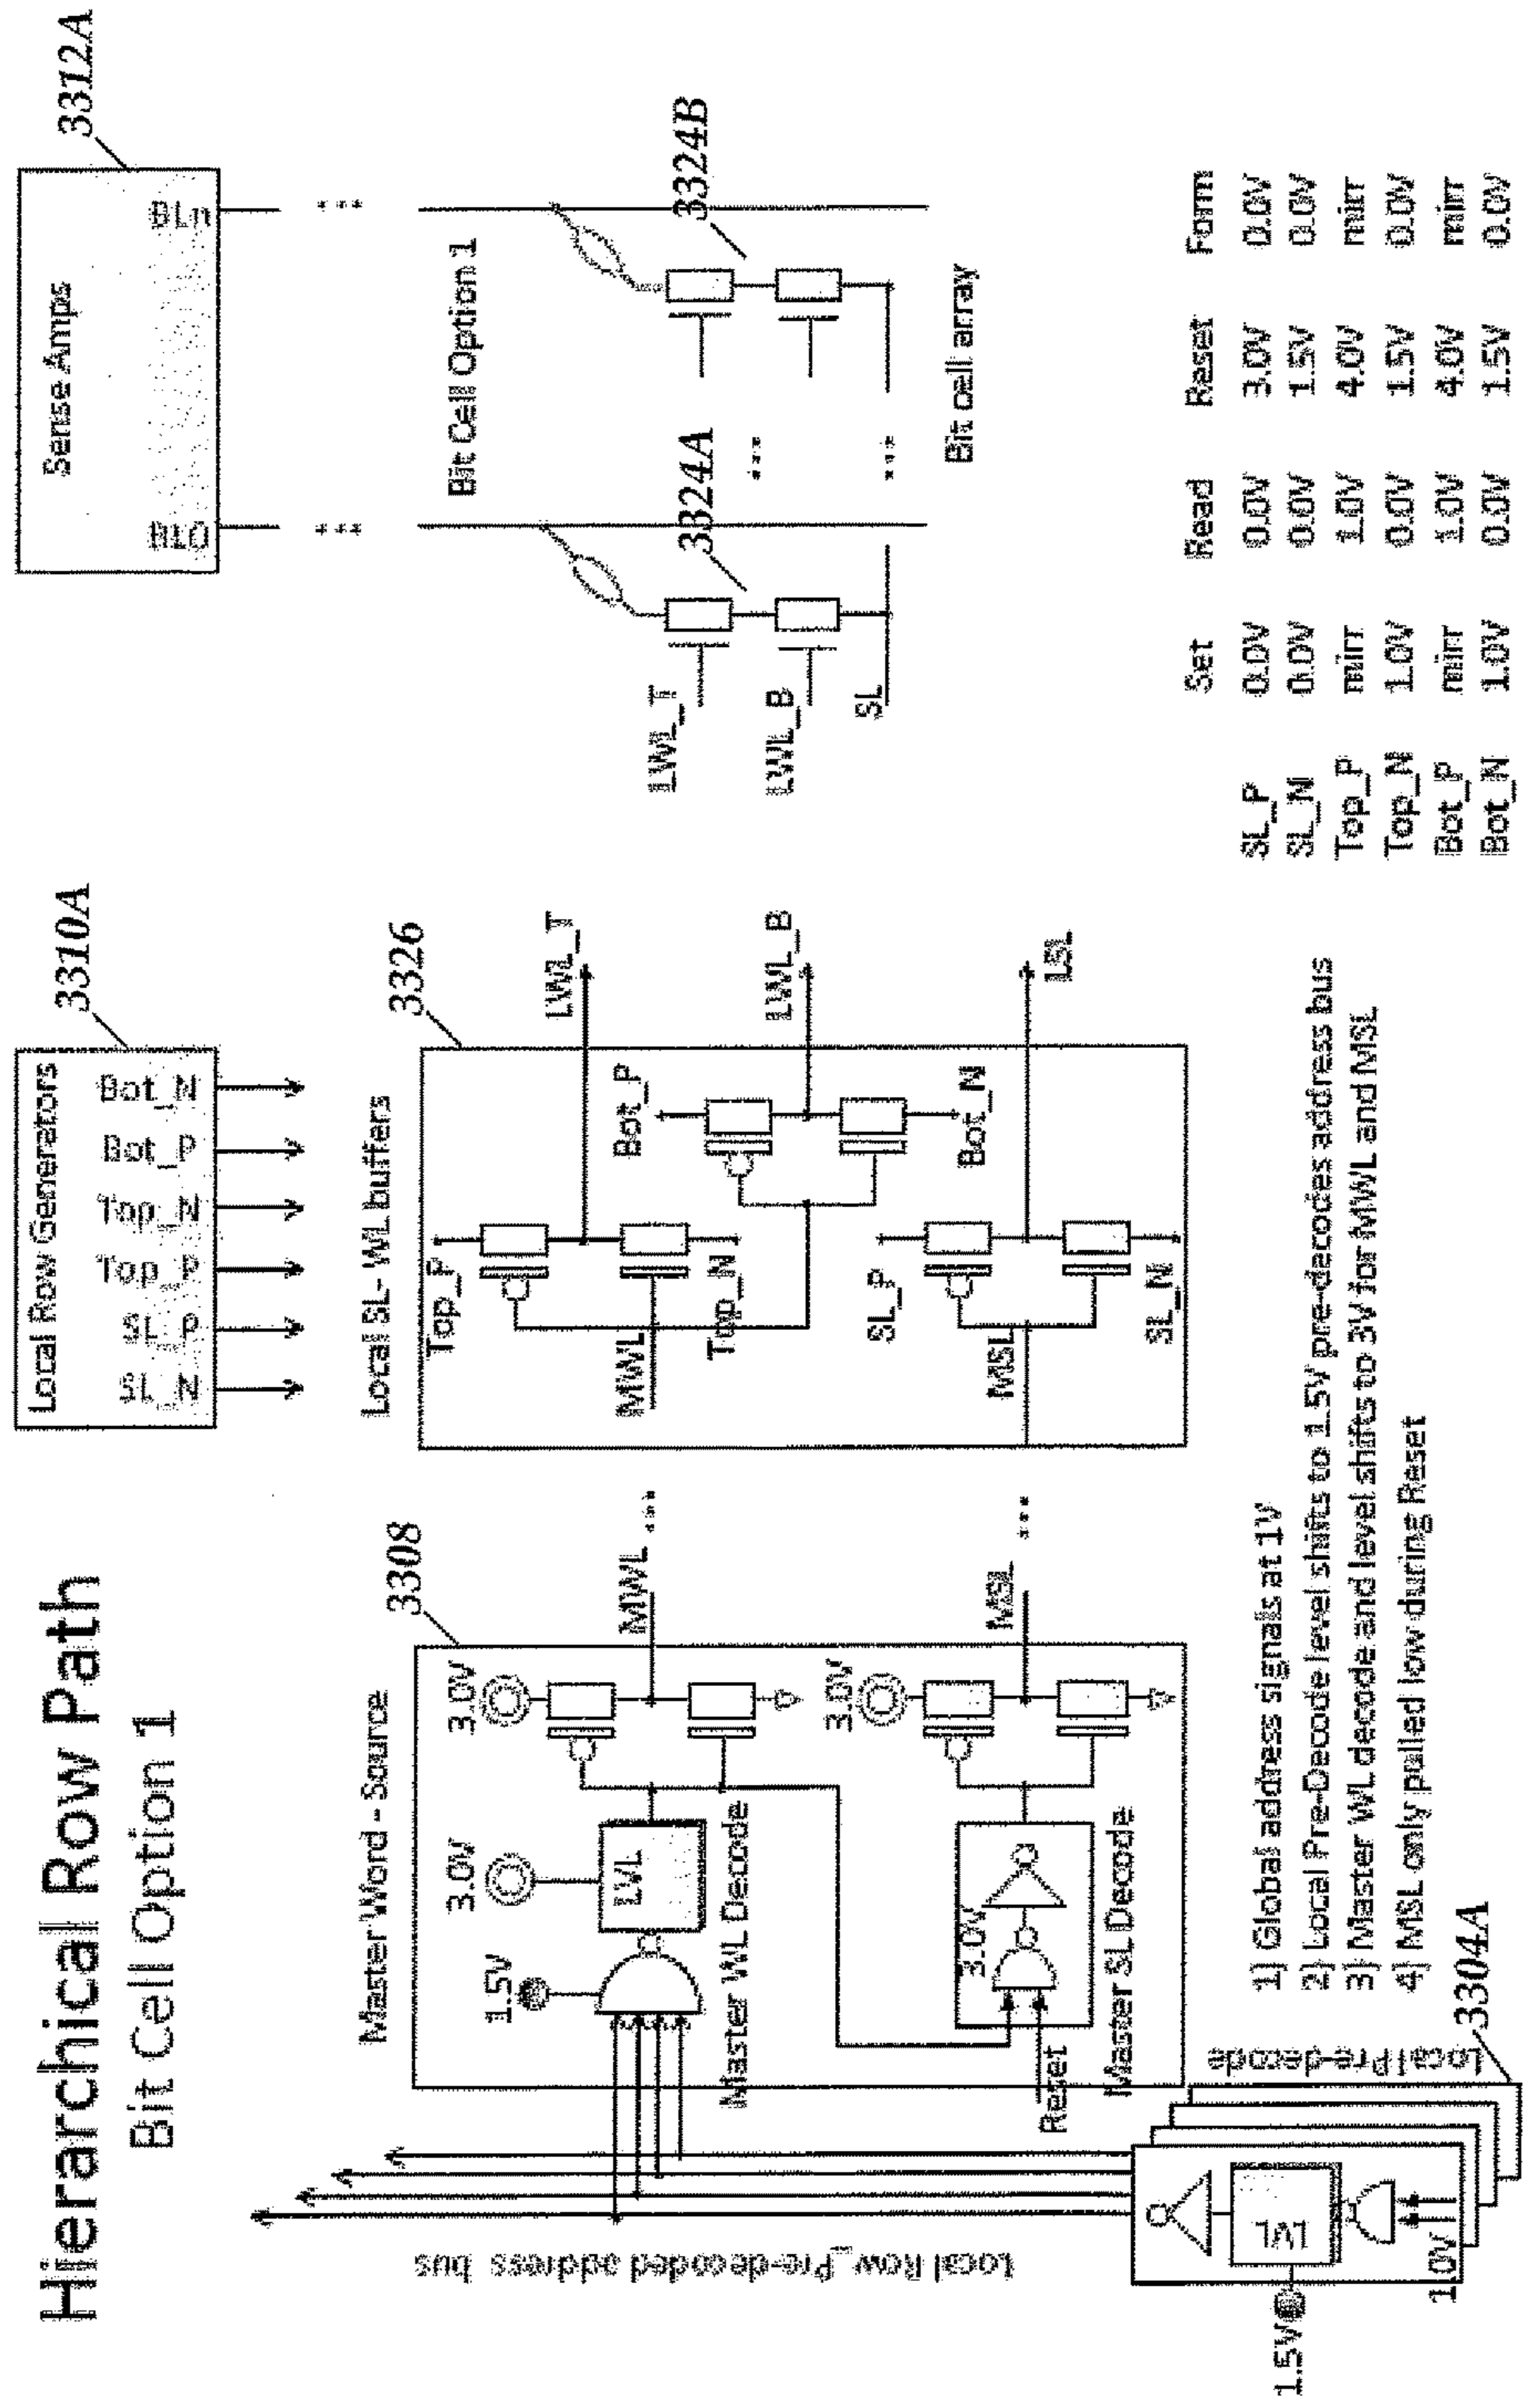 Hierarchical Row Path
Bit Cell Option 1
Local Row Generators
SL_N SL_P Top_P Top_N Bot_P Bot_N
3310A
Sense Amps
BL0 BLn
3312A
Master Word - Source
3308
1.5V
3.0V
3.0V
LVL
MWL
Master WL Decode
3.0V
3.0V
MSL
Reset
Master SL Decode
Local SL- WL buffers
3326
Top_P
LWL_T
MWL
Top_N
Bot_P
LWL_B
Bot_N
SL_P
MSL
LSL
SL_N
Bit Cell Option 1
3324A
3324B
LWL_T
LWL_B
SL
Bit cell array
Local Row_Pre-decoded address bus
Local Pre-decode
3304A
1.5V
LVL
1.0V
1) Global address signals at 1V
2) Local Pre-Decode level shifts to 1.5V pre-decodes address bus
3) Master WL decode and level shifts to 3V for MWL and MSL
4) MSL only pulled low during Reset
Set Read Reset Form
SL_P 0.0V 0.0V 3.0V 0.0V
SL_N 0.0V 0.0V 1.5V 0.0V
Top_P mirr 1.0V 4.0V mirr
Top_N 1.0V 0.0V 1.5V 0.0V
Bot_P mirr 1.0V 4.0V mirr
Bot_N 1.0V 0.0V 1.5V 0.0V